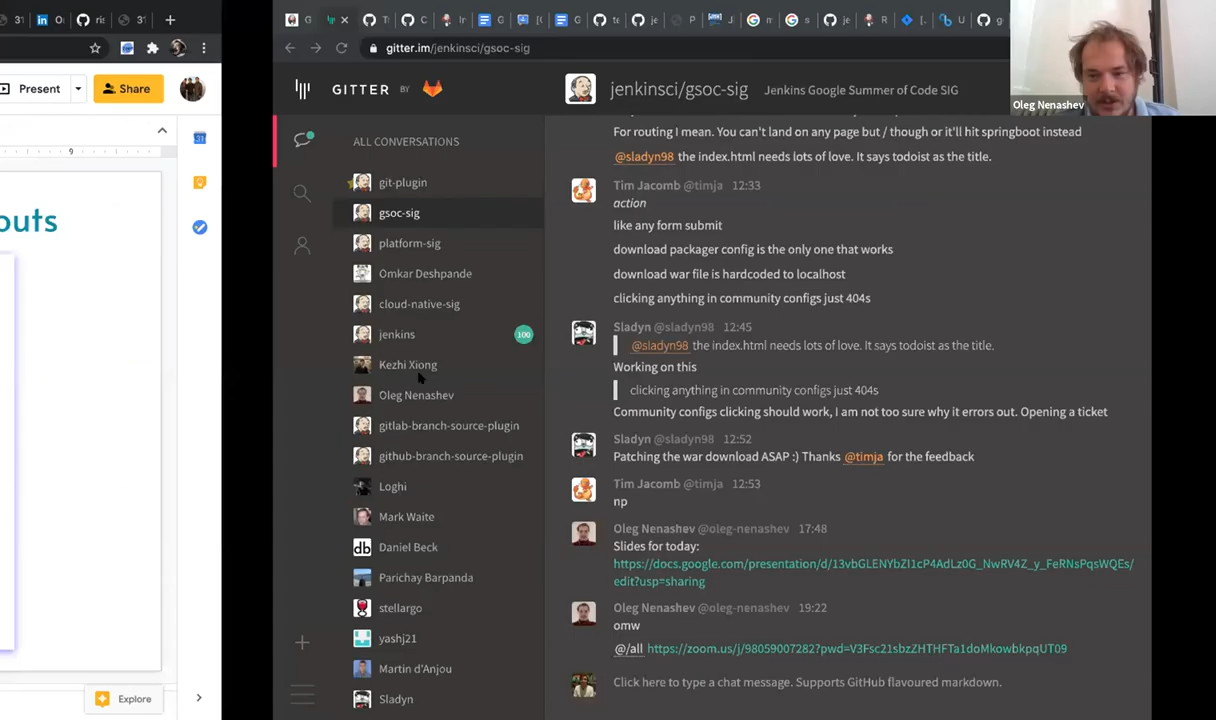 31
Or
ris
31
G
T
C
In
G
[
G
te
je
P
J
m
s
je
R
[.
U
g
gitter.im/jenkinsci/gsoc-sig
Present
Share
GITTER BY
jenkinsci/gsoc-sig
Jenkins Google Summer of Code SIG
Oleg Nenashev
9
outs
31
Explore
ALL CONVERSATIONS
git-plugin
gsoc-sig
platform-sig
Omkar Deshpande
cloud-native-sig
jenkins
100
Kezhi Xiong
Oleg Nenashev
gitlab-branch-source-plugin
github-branch-source-plugin
Loghi
Mark Waite
db
Daniel Beck
Parichay Barpanda
stellargo
yashj21
Martin d'Anjou
Sladyn
For routing I mean. You can't land on any page but / though or it'll hit springboot instead
@sladyn98 the index.html needs lots of love. It says todoist as the title.
Tim Jacomb @timja 12:33
action
like any form submit
download packager config is the only one that works
download war file is hardcoded to localhost
clicking anything in community configs just 404s
Sladyn @sladyn98 12:45
@sladyn98 the index.html needs lots of love. It says todoist as the title.
Working on this
clicking anything in community configs just 404s
Community configs clicking should work, I am not too sure why it errors out. Opening a ticket
Sladyn @sladyn98 12:52
Patching the war download ASAP :) Thanks @timja for the feedback
Tim Jacomb @timja 12:53
np
Oleg Nenashev @oleg-nenashev 17:48
Slides for today:
https://docs.google.com/presentation/d/13vbGLENYbZI1cP4AdLz0G_NwRV4Z_y_FeRNsPqsWQEs/
edit?usp=sharing
Oleg Nenashev @oleg-nenashev 19:22
omw
@/all https://zoom.us/j/98059007282?pwd=V3Fsc21sbzZHTHFTa1doMkowbkpqUT09
Click here to type a chat message. Supports GitHub flavoured markdown.